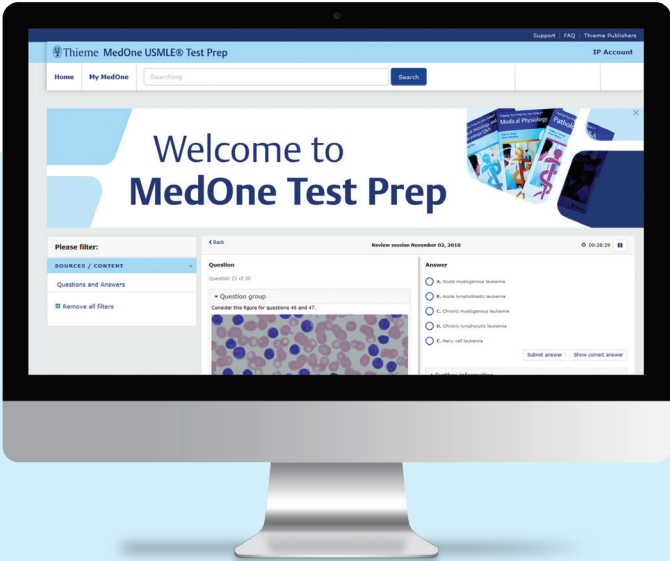 Support | FAQ | Thieme Publishers
Thieme MedOne USMLE® Test Prep
IP Account
Home
My MedOne
Searching
Search
Welcome to
MedOne Test Prep
Medical Physiology
Please filter:
SOURCES / CONTENT
Questions and Answers
Remove all filters
Back
Review session November 02, 2018
00:28:29
Question
Question 21 of 30
Question group
Consider this figure for questions 46 and 47.
Answer
A. Acute myelogenous leukemia
B. Acute lymphoblastic leukemia
C. Chronic myelogenous leukemia
D. Chronic lymphocytic leukemia
E. Hairy cell leukemia
Submit answer
Show correct answer